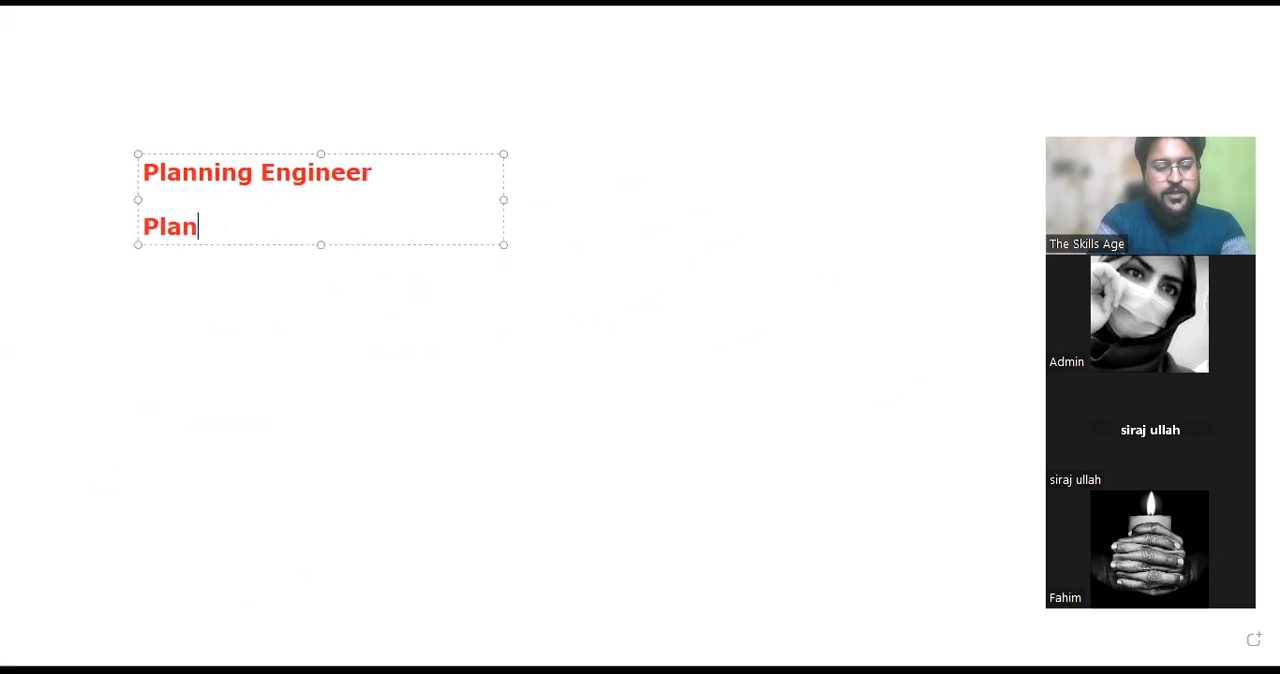 Planning Engineer
Plan
The Skills Age
Admin
siraj ullah
siraj ullah
Fahim